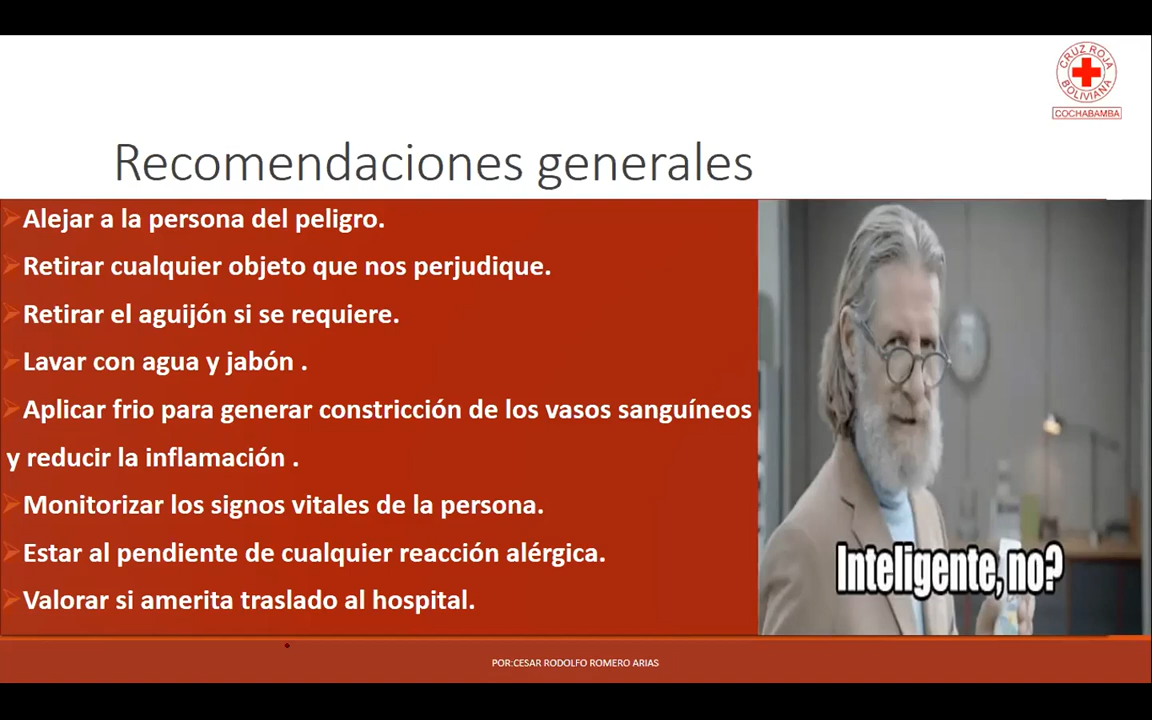 CRUZ ROJA
BOLIVIANA
COCHABAMBA
Recomendaciones generales
Alejar a la persona del peligro.
Retirar cualquier objeto que nos perjudique.
Retirar el aguijón si se requiere.
Lavar con agua y jabón .
Aplicar frio para generar constricción de los vasos sanguíneos
y reducir la inflamación .
Monitorizar los signos vitales de la persona.
Estar al pendiente de cualquier reacción alérgica.
Valorar si amerita traslado al hospital.
Inteligente, no?
POR:CESAR RODOLFO ROMERO ARIAS